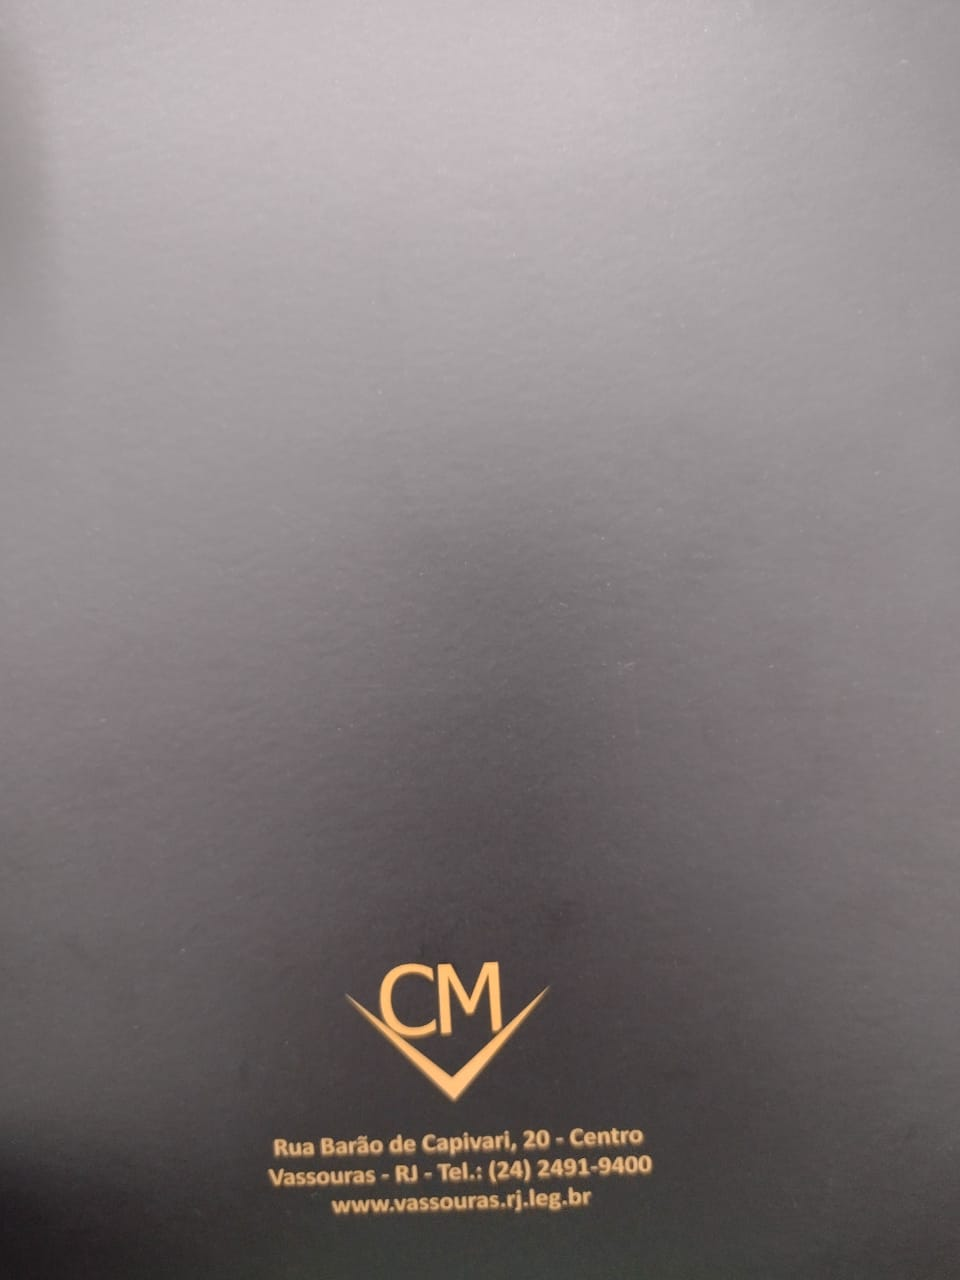 CM
Rua Barão de Capivari, 20 - Centro
Vassouras - RJ - Tel.: (24) 2491-9400
www.vassouras.rj.leg.br